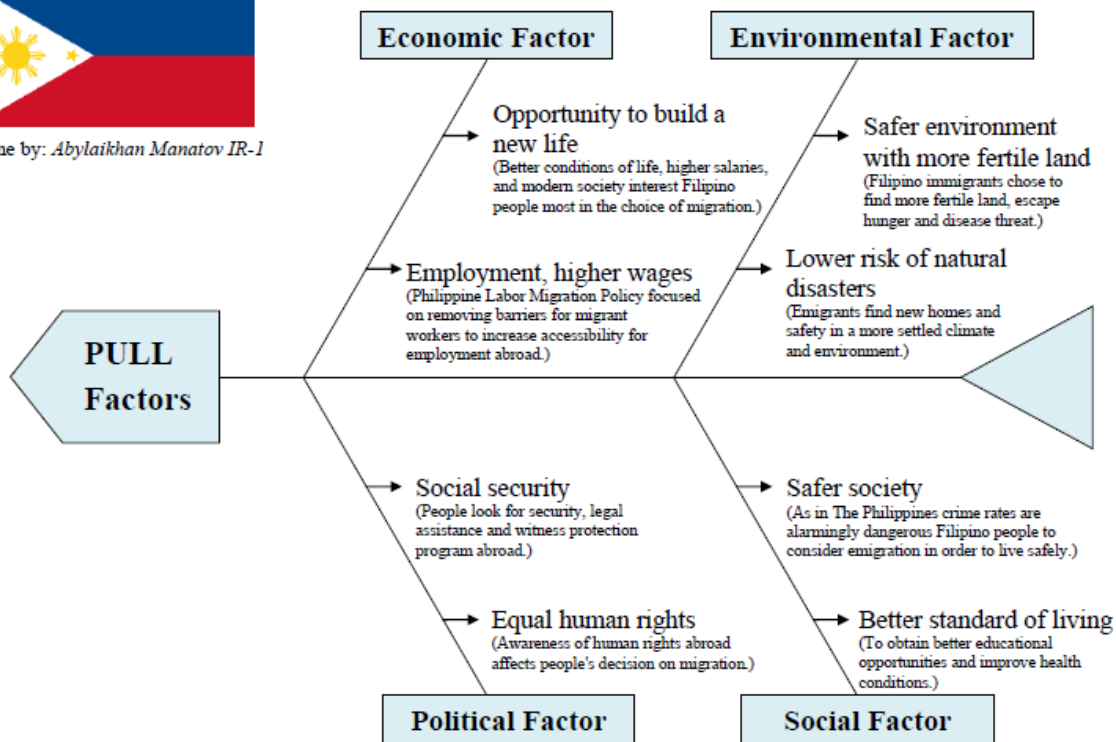 by: Abylaikhan Manatov IR-1
Economic Factor
Opportunity to build a
new life
(Better conditions of life, higher salaries,
and modern society interest Filipino
people most in the choice of migration.)
Employment, higher wages
(Philippine Labor Migration Policy focused
on removing barriers for migrant
workers to increase accessibility for
employment abroad.)
Environmental Factor
Safer environment
with more fertile land
(Filipino immigrants chose to
find more fertile land, escape
hunger and disease threat.)
Lower risk of natural
disasters
(Emigrants find new homes and
safety in a more settled climate
and environment.)
PULL
Factors
Social security
(People look for security, legal
assistance and witness protection
program abroad.)
Equal human rights
(Awareness of human rights abroad
affects people's decision on migration.)
Political Factor
Safer society
(As in The Philippines crime rates are
alarmingly dangerous Filipino people to
consider emigration in order to live safely.)
Better standard of living
(To obtain better educational
opportunities and improve health
conditions.)
Social Factor